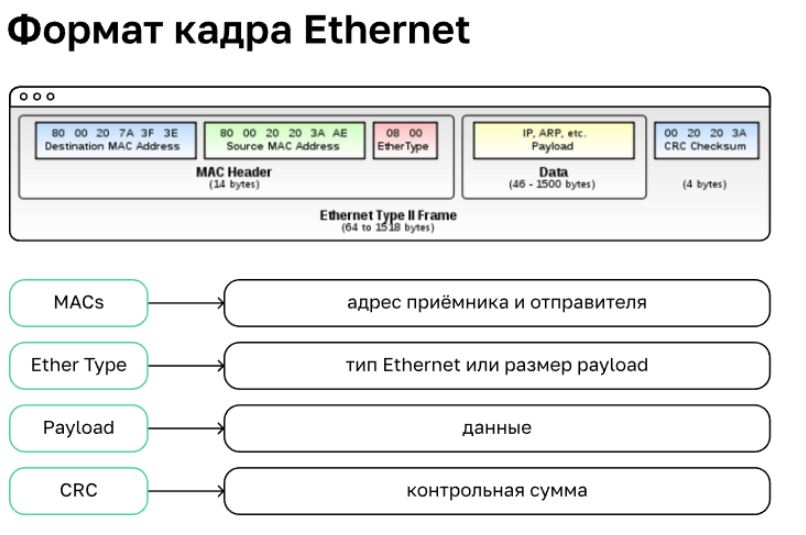 Формат кадра Ethernet
80 00 20 7A 3F 3E
Destination MAC Address
80 00 20 20 3A AE
Source MAC Address
08 00
EtherType
MAC Header
(14 bytes)
IP, ARP, etc.
Payload
Data
(46 - 1500 bytes)
00 20 20 3A
CRC Checksum
(4 bytes)
Ethernet Type II Frame
(64 to 1518 bytes)
MACs
адрес приёмника и отправителя
Ether Type
тип Ethernet или размер payload
Payload
данные
CRC
контрольная сумма